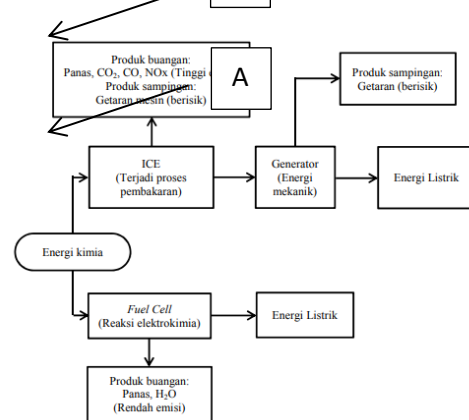 Produk buangan:
Panas, CO₂, CO, NOx (Tinggi
Produk sampingan:
Getaran mesin (berisik)
A
Produk sampingan:
Getaran (berisik)
ICE
(Terjadi proses
pembakaran)
Generator
(Energi
mekanik)
Energi Listrik
Energi kimia
Fuel Cell
(Reaksi elektrokimia)
Energi Listrik
Produk buangan:
Panas, H₂O
(Rendah emisi)